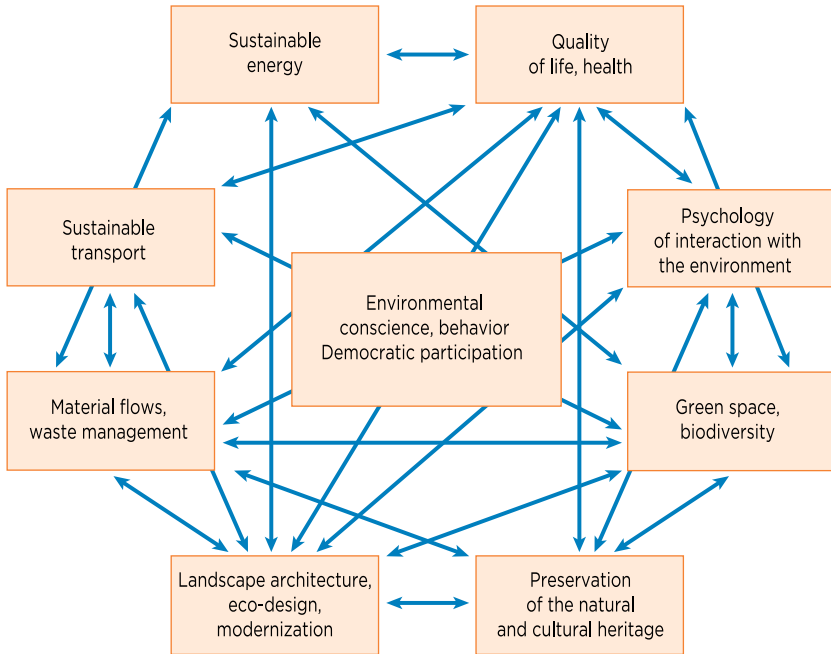 Sustainable
energy
Quality
of life, health
Sustainable
transport
Psychology
of interaction with
the environment
Environmental
conscience, behavior
Democratic participation
Material flows,
waste management
Green space,
biodiversity
Landscape architecture,
eco-design,
modernization
Preservation
of the natural
and cultural heritage